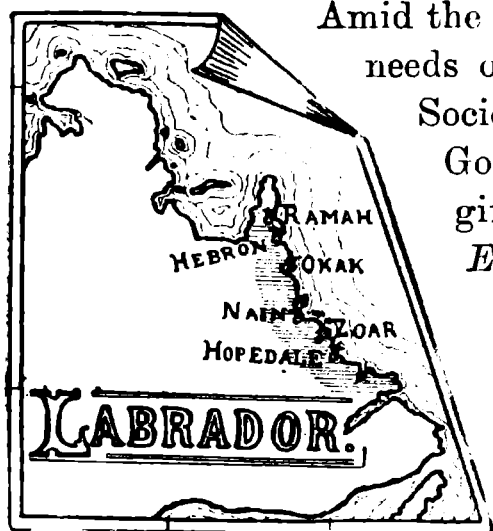 Amid the
needs
Socie
Go
gi
E
RAMAH
HEBRON
OKAK
NAIN
ZOAR
HOPEDALE
LABRADOR.